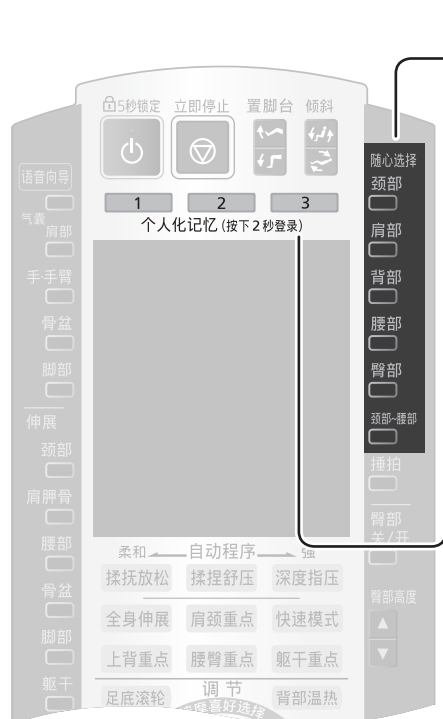 5秒锁定 立即停止 置脚台 倾斜
语音向导
气囊
肩部
手·手臂
骨盆
脚部
伸展
颈部
肩胛骨
腰部
骨盆
脚部
躯干
1 2 3
个人化记忆(按下2秒登录)
随心选择
颈部
肩部
背部
腰部
臀部
颈部~腰部
捶拍
臀部
关/开
臀部高度
柔和 自动程序 强
揉抚放松 揉捏舒压 深度指压
全身伸展 肩颈重点 快速模式
上背重点 腰臀重点 躯干重点
足底滚轮 调节 背部温热
喜好选择